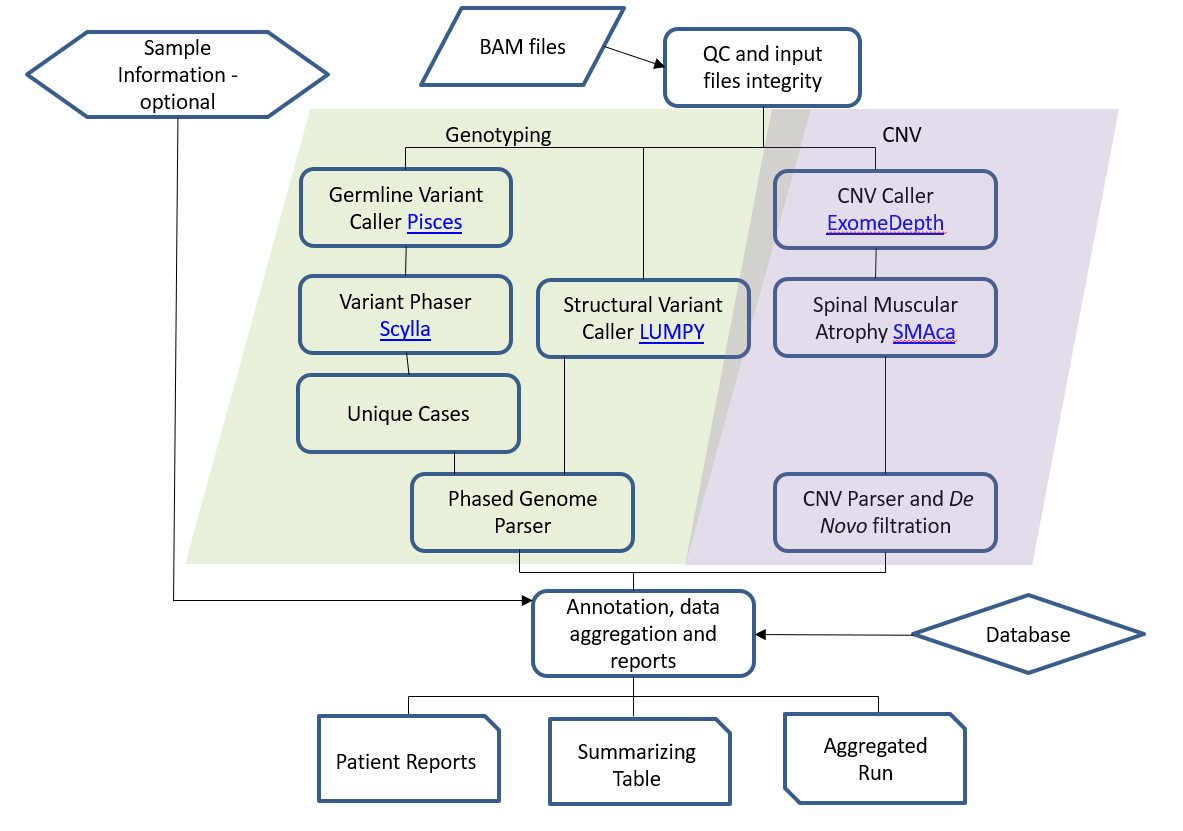 Sample
Information -
optional
BAM files
QC and input
files integrity
Genotyping
CNV
Germline Variant
Caller Pisces
CNV Caller
ExomeDepth
Variant Phaser
Scylla
Structural Variant
Caller LUMPY
Spinal Muscular
Atrophy SMAca
Unique Cases
Phased Genome
Parser
CNV Parser and De
Novo filtration
Annotation, data
aggregation and
reports
Database
Patient Reports
Summarizing
Table
Aggregated
Run